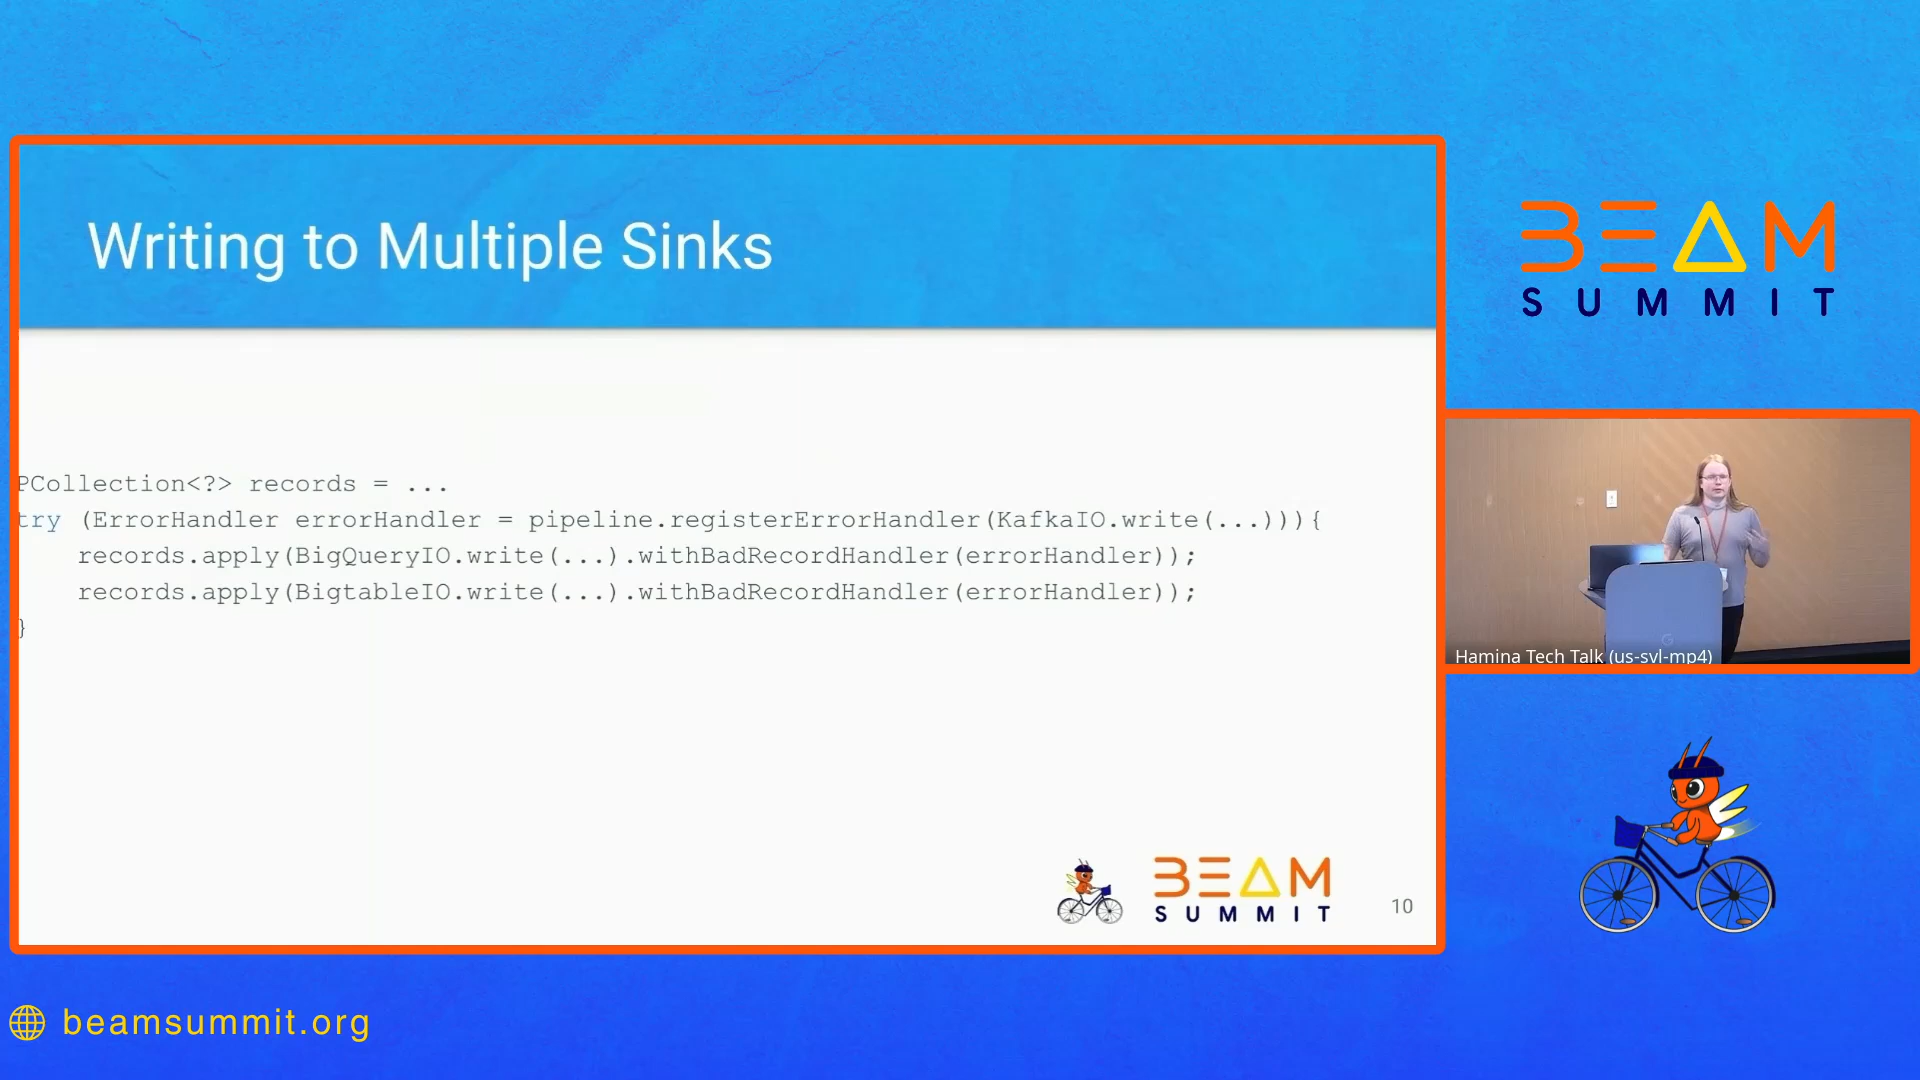 Writing to Multiple Sinks
PCollection<?> records = ...
try (ErrorHandler errorHandler = pipeline.registerErrorHandler(KafkaIO.write(...))){
    records.apply(BigQueryIO.write(...).withBadRecordHandler(errorHandler));
    records.apply(BigtableIO.write(...).withBadRecordHandler(errorHandler));
}
BEAM
SUMMIT
10
BEAM
SUMMIT
Hamina Tech Talk (us-svl-mp4)
G
beamsummit.org